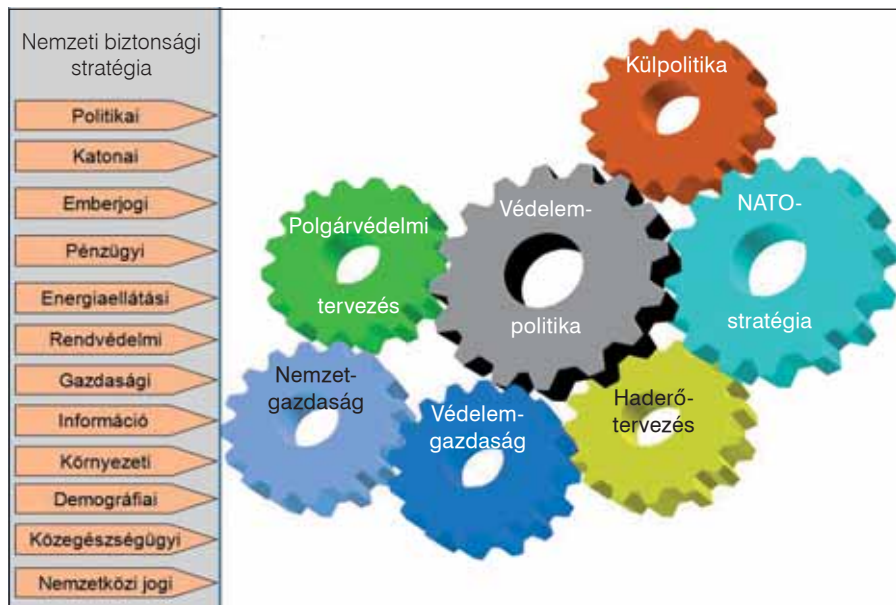 Nemzeti biztonsági
stratégia
Politikai
Katonai
Emberjogi
Pénzügyi
Energiaellátási
Rendvédelmi
Gazdasági
Információ
Környezeti
Demográfiai
Közegészségügyi
Nemzetközi jogi
Külpolitika
Polgárvédelmi
tervezés
Védelem-
politika
NATO-
stratégia
Nemzet-
gazdaság
Védelem-
gazdaság
Haderő-
tervezés